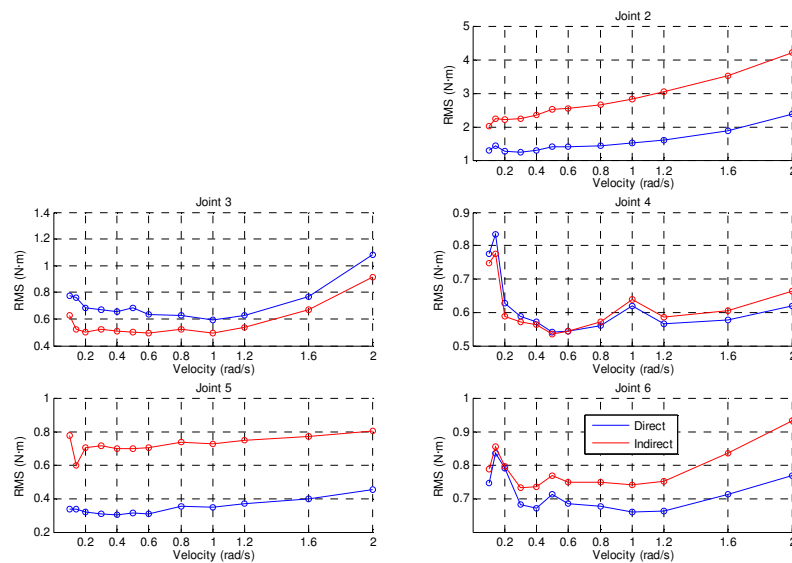 Joint 2
5
4
3
2
1
RMS (N·m)
0.2 0.4 0.6 0.8 1 1.2 1.6 2
Velocity (rad/s)
Joint 3
1.4
1.2
1
0.8
0.6
0.4
RMS (N·m)
0.2 0.4 0.6 0.8 1 1.2 1.6 2
Velocity (rad/s)
Joint 4
0.9
0.8
0.7
0.6
0.5
RMS (N·m)
0.2 0.4 0.6 0.8 1 1.2 1.6 2
Velocity (rad/s)
Joint 5
1
0.8
0.6
0.4
0.2
RMS (N·m)
0.2 0.4 0.6 0.8 1 1.2 1.6 2
Velocity (rad/s)
Joint 6
1
0.9
0.8
0.7
RMS (N·m)
Direct
Indirect
0.2 0.4 0.6 0.8 1 1.2 1.6 2
Velocity (rad/s)